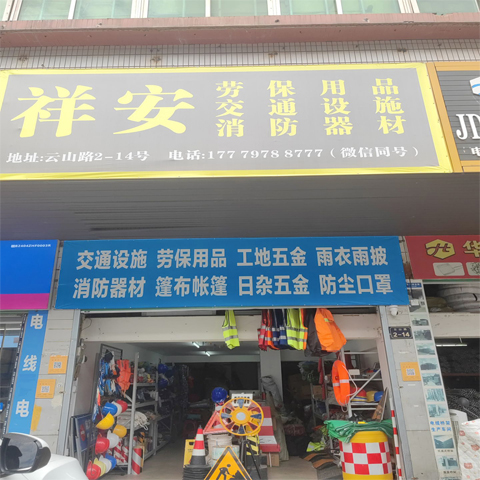 祥安
劳保用品
交通设施
消防器材
地址:云山路2-14号 电话:177 7978 8777(微信同号)
交通设施 劳保用品 工地五金 雨衣雨披
消防器材 篷布帐篷 日杂五金 防尘口罩
JD
电
华
电线电
2-14